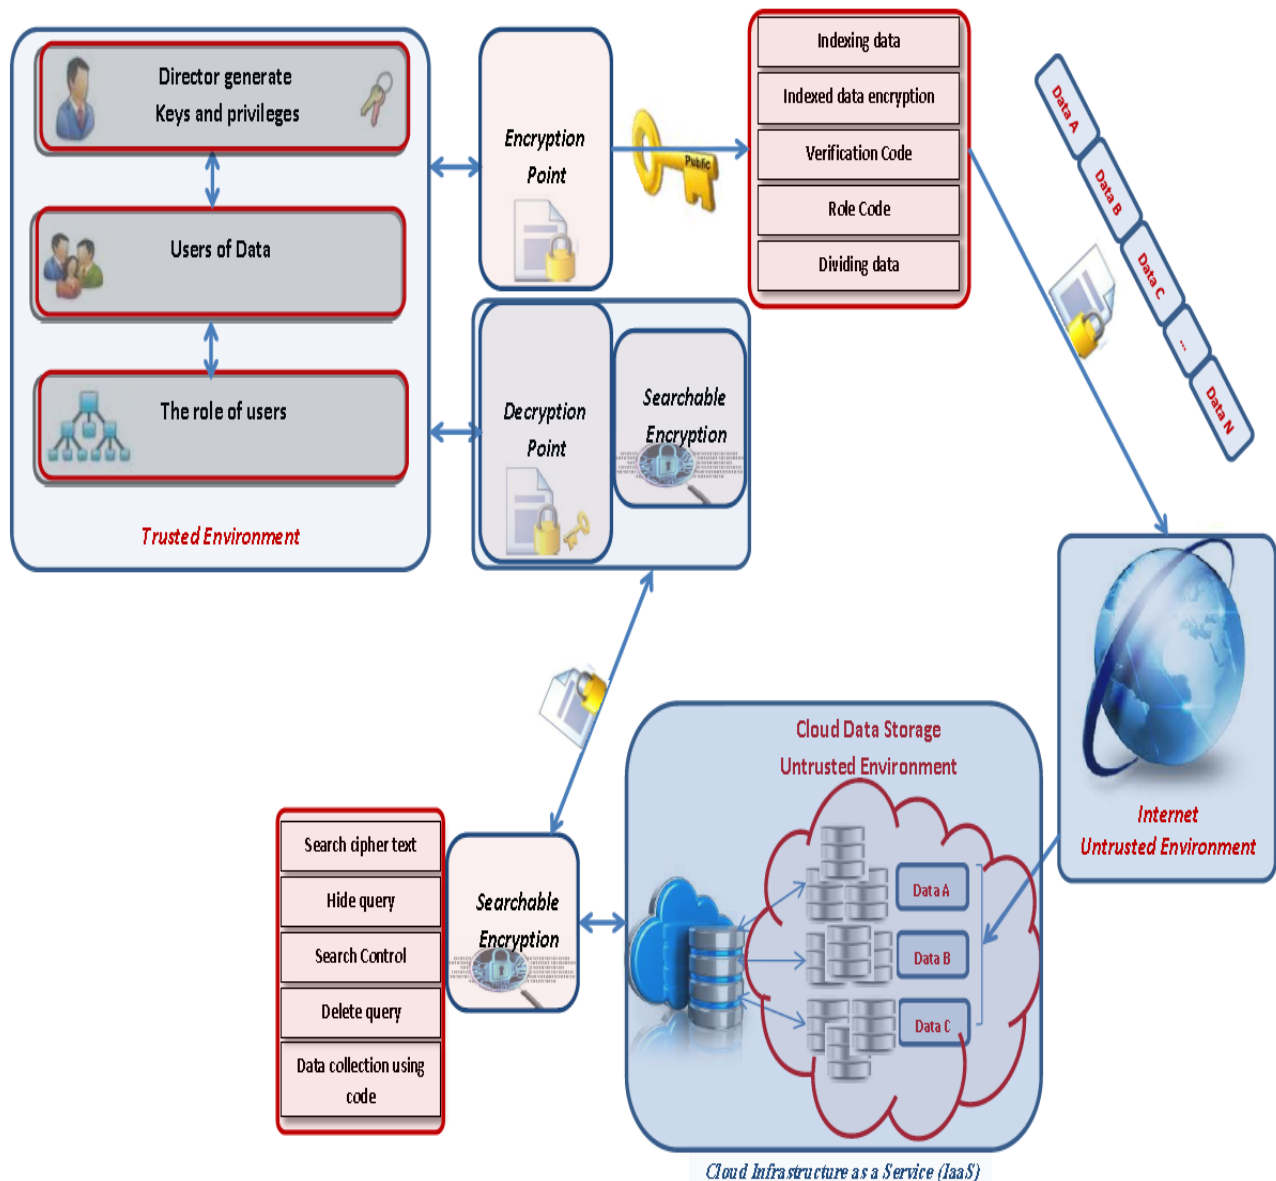 Director generate
Keys and privileges
Users of Data
The role of users
Trusted Environment
Encryption
Point
Public
Decryption
Point
Searchable
Encryption
Indexing data
Indexed data encryption
Verification Code
Role Code
Dividing data
Data A
Data B
Data C
...
Data N
Internet
Untrusted Environment
Cloud Data Storage
Untrusted Environment
Data A
Data B
Data C
Search cipher text
Hide query
Search Control
Delete query
Data collection using
code
Searchable
Encryption
Cloud Infrastructure as a Service (IaaS)